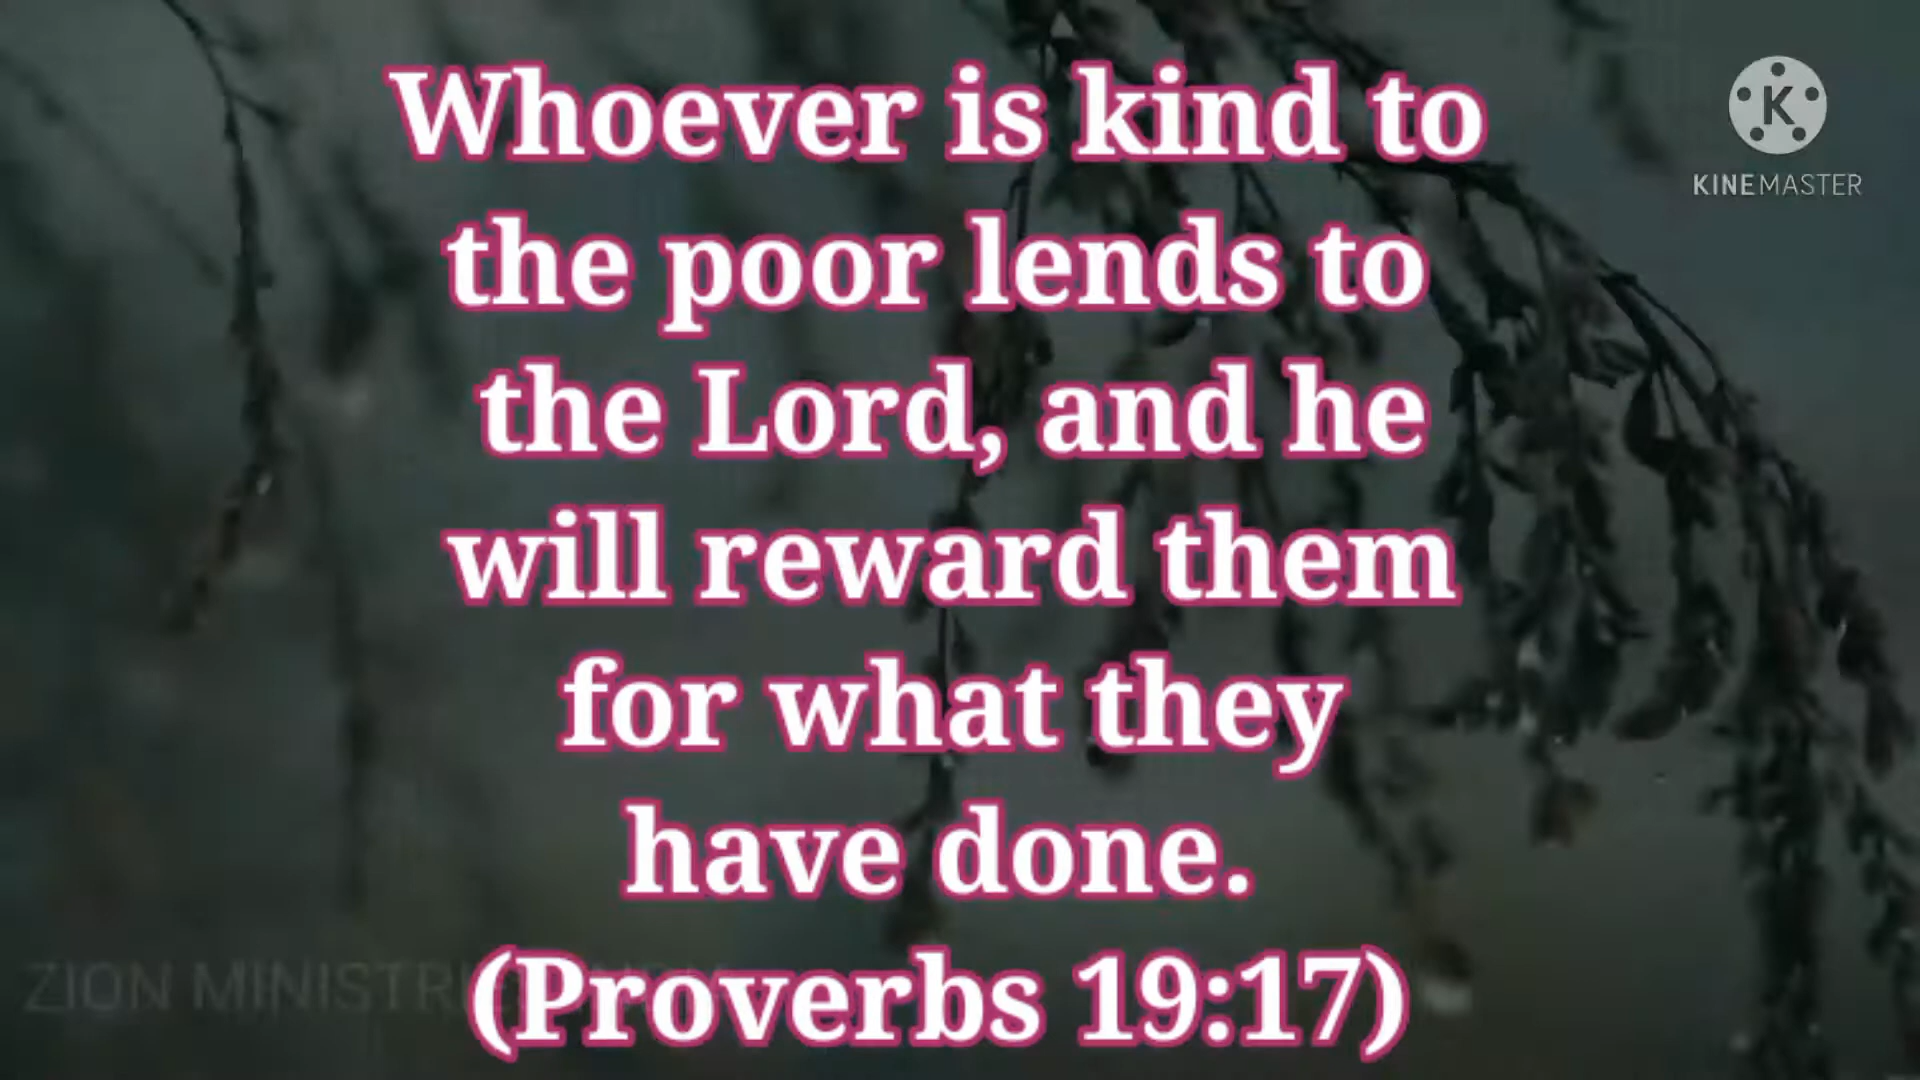 Whoever is kind to
the poor lends to
the Lord, and he
will reward them
for what they
have done.
(Proverbs 19:17)
K
KINEMASTER
ZION